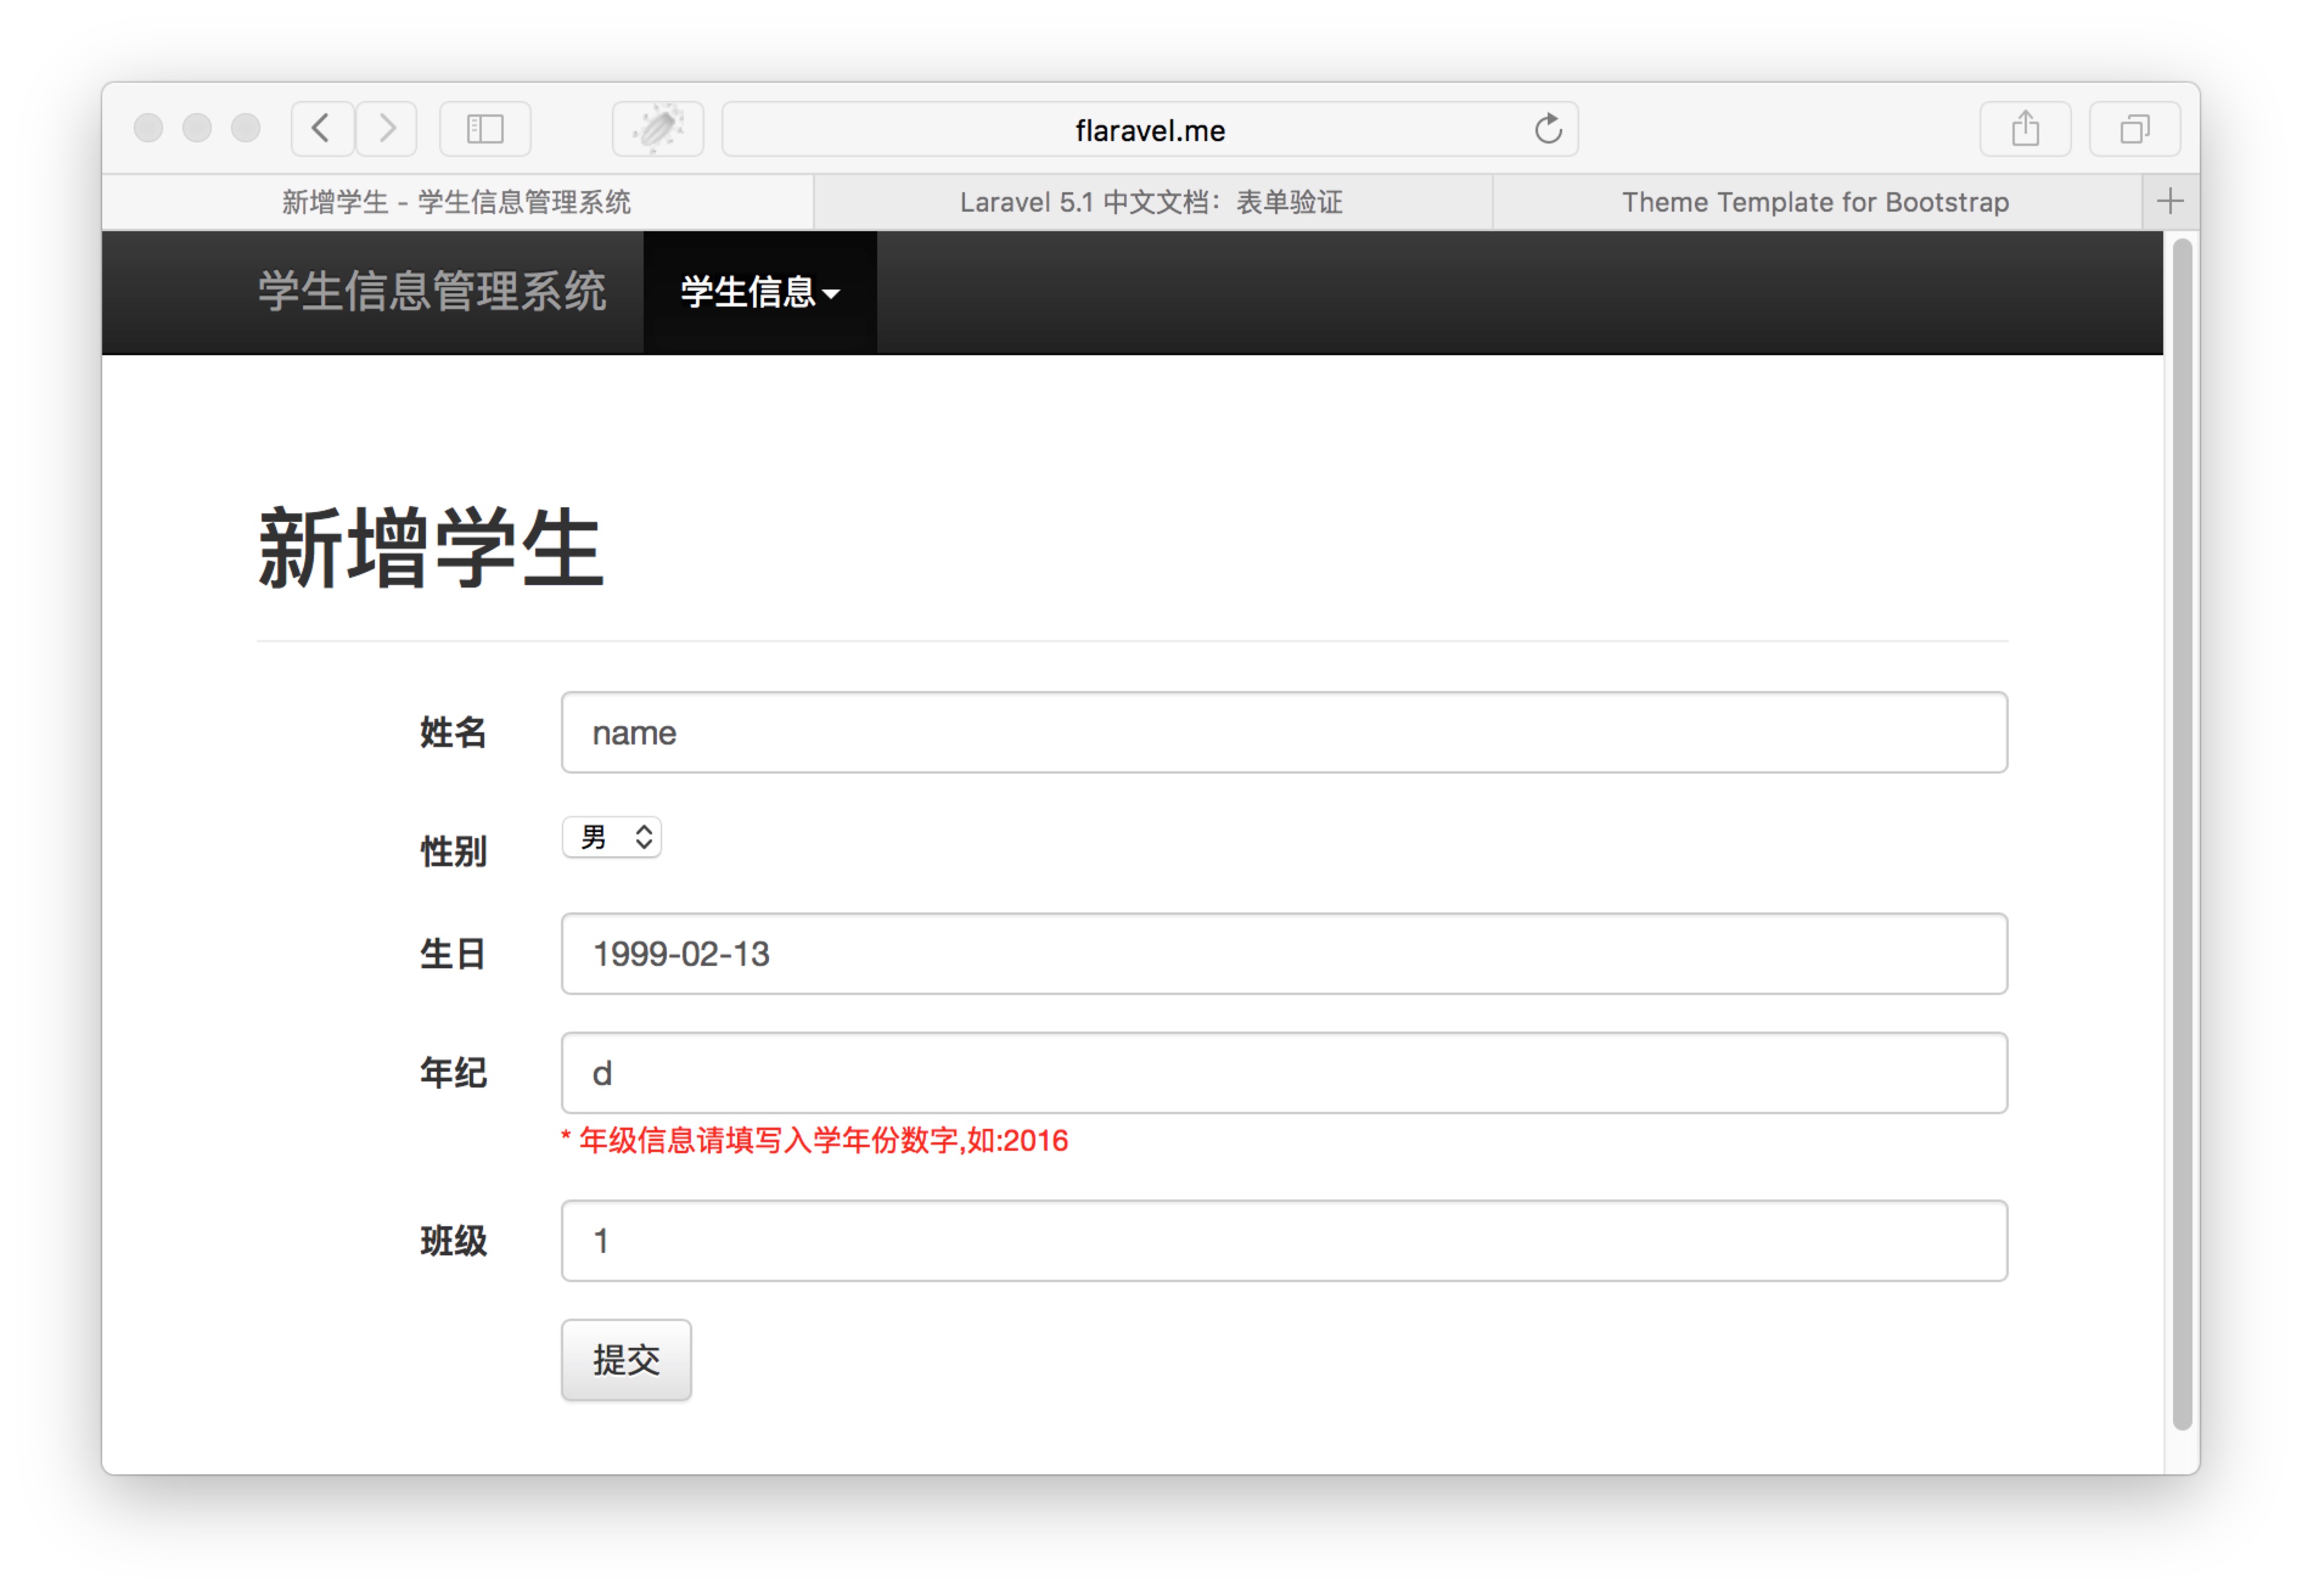 flaravel.me
新增学生 - 学生信息管理系统
Laravel 5.1 中文文档：表单验证
Theme Template for Bootstrap
学生信息管理系统
学生信息
新增学生
姓名
name
性别
男
生日
1999-02-13
年纪
d
* 年级信息请填写入学年份数字,如:2016
班级
1
提交